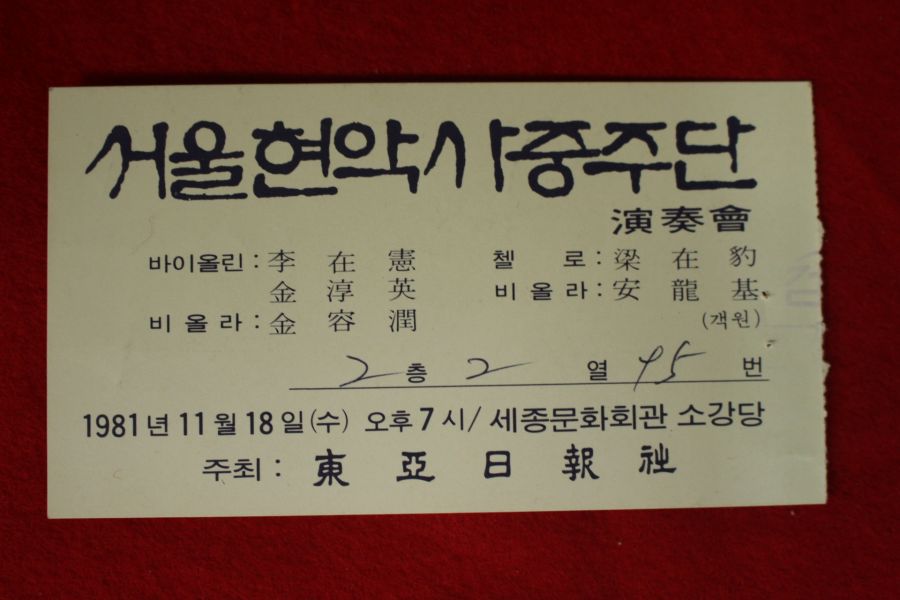 서울현악사중주단
演奏會
바이올린 : 李在憲 첼로 : 梁在豹
金淳英 비올라 : 安龍基
비올라 : 金容潤 (객원)
2층 2열 95번
1981년 11월 18일(수) 오후7시/세종문화회관 소강당
주최 : 東亞日報社